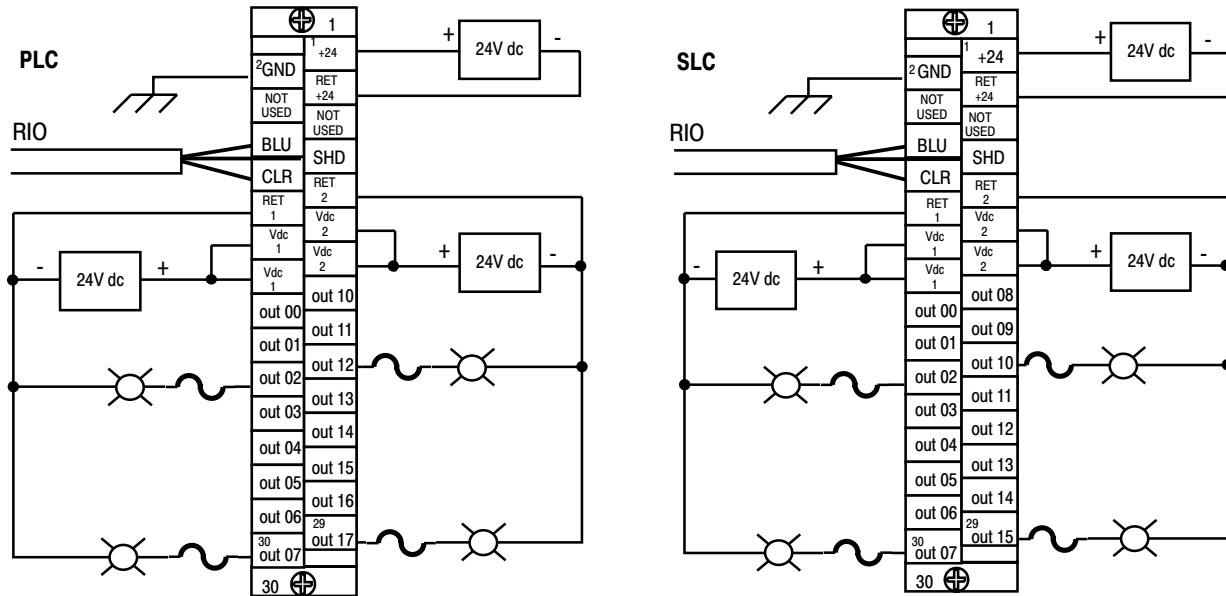 PLC
RIO
1
1 +24
2 GND
RET +24
NOT USED
NOT USED
BLU
SHD
CLR
RET 2
RET 1
Vdc 2
Vdc 1
Vdc 2
Vdc 1
out 10
out 00
out 11
out 01
out 12
out 02
out 13
out 03
out 14
out 04
out 15
out 05
out 16
out 06
29 out 17
30 out 07
30
+ 24V dc -
- 24V dc +
+ 24V dc -
SLC
RIO
1
1 +24
2 GND
RET +24
NOT USED
NOT USED
BLU
SHD
CLR
RET 2
RET 1
Vdc 2
Vdc 1
Vdc 2
Vdc 1
out 08
out 00
out 09
out 01
out 10
out 02
out 11
out 03
out 12
out 04
out 13
out 05
out 14
out 06
29 out 15
30 out 07
30
+ 24V dc -
- 24V dc +
+ 24V dc -